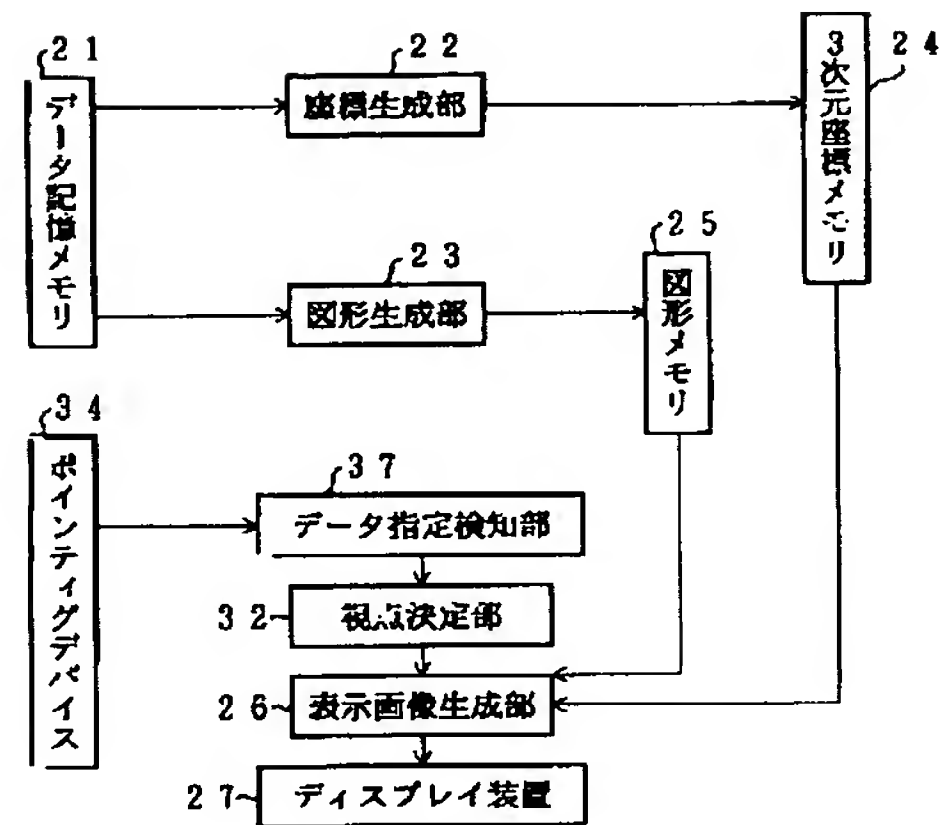 21
データ記憶メモリ
22
座標生成部
3次元座標メモリ
24
23
図形生成部
25
図形メモリ
34
ポインティグデバイス
37
データ指定検知部
32
視点決定部
26
表示画像生成部
27
ディスプレイ装置